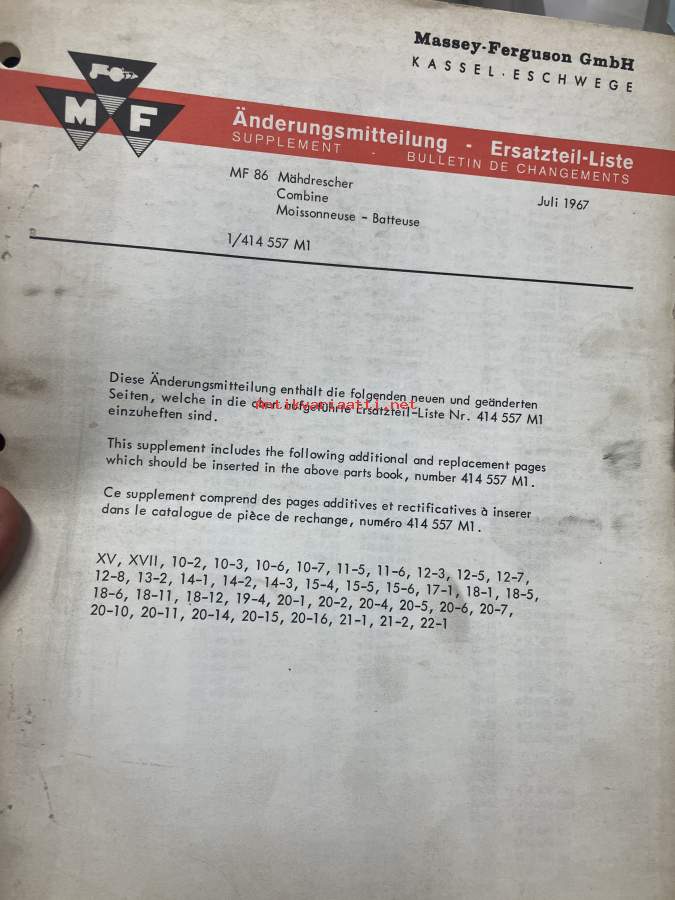 Massey-Ferguson GmbH
KASSEL·ESCHWEGE
MF
Änderungsmitteilung - Ersatzteil-Liste
SUPPLEMENT - BULLETIN DE CHANGEMENTS
MF 86 Mähdrescher
Combine
Moissonneuse - Batteuse
Juli 1967
1/414 557 M1
Diese Änderungsmitteilung enthält die folgenden neuen und geänderten
Seiten, welche in die oben aufgeführte Ersatzteil-Liste Nr. 414 557 M1
einzuheften sind.
Antikvariaatti.net
This supplement includes the following additional and replacement pages
which should be inserted in the above parts book, number 414 557 M1.
Ce supplement comprend des pages additives et rectificatives à inserer
dans le catalogue de pièce de rechange, numéro 414 557 M1.
XV, XVII, 10-2, 10-3, 10-6, 10-7, 11-5, 11-6, 12-3, 12-5, 12-7,
12-8, 13-2, 14-1, 14-2, 14-3, 15-4, 15-5, 15-6, 17-1, 18-1, 18-5,
18-6, 18-11, 18-12, 19-4, 20-1, 20-2, 20-4, 20-5, 20-6, 20-7,
20-10, 20-11, 20-14, 20-15, 20-16, 21-1, 21-2, 22-1